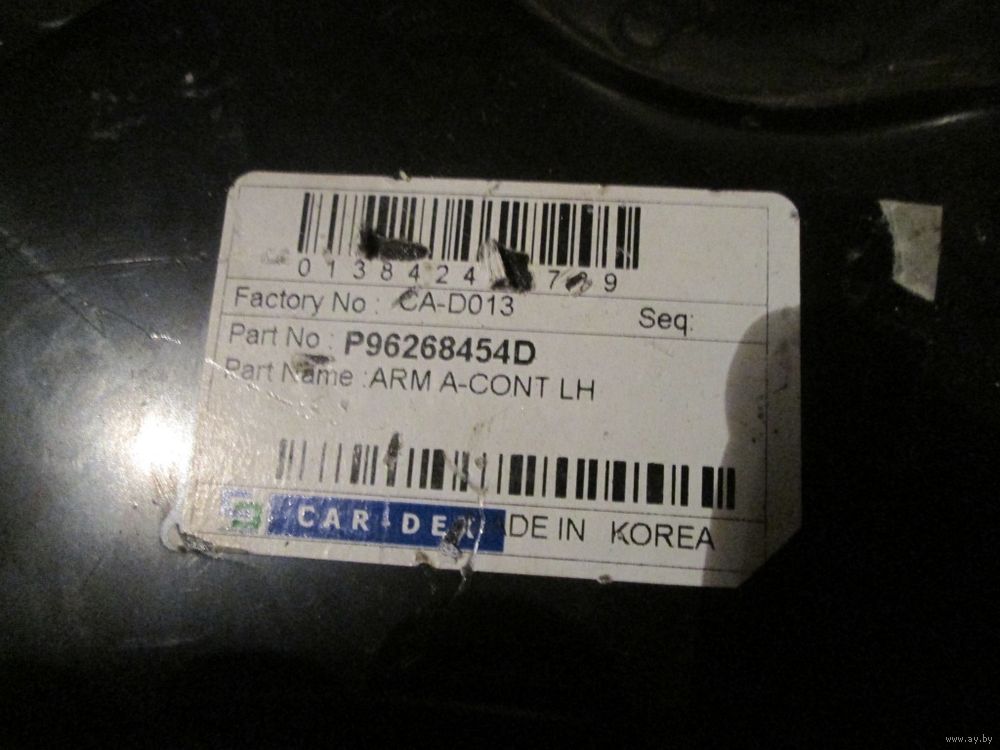 Factory No : CA-D013
Seq:
Part No : P96268454D
Part Name :ARM A-CONT LH
CAR-DEX
IN KOREA
www.ay.by